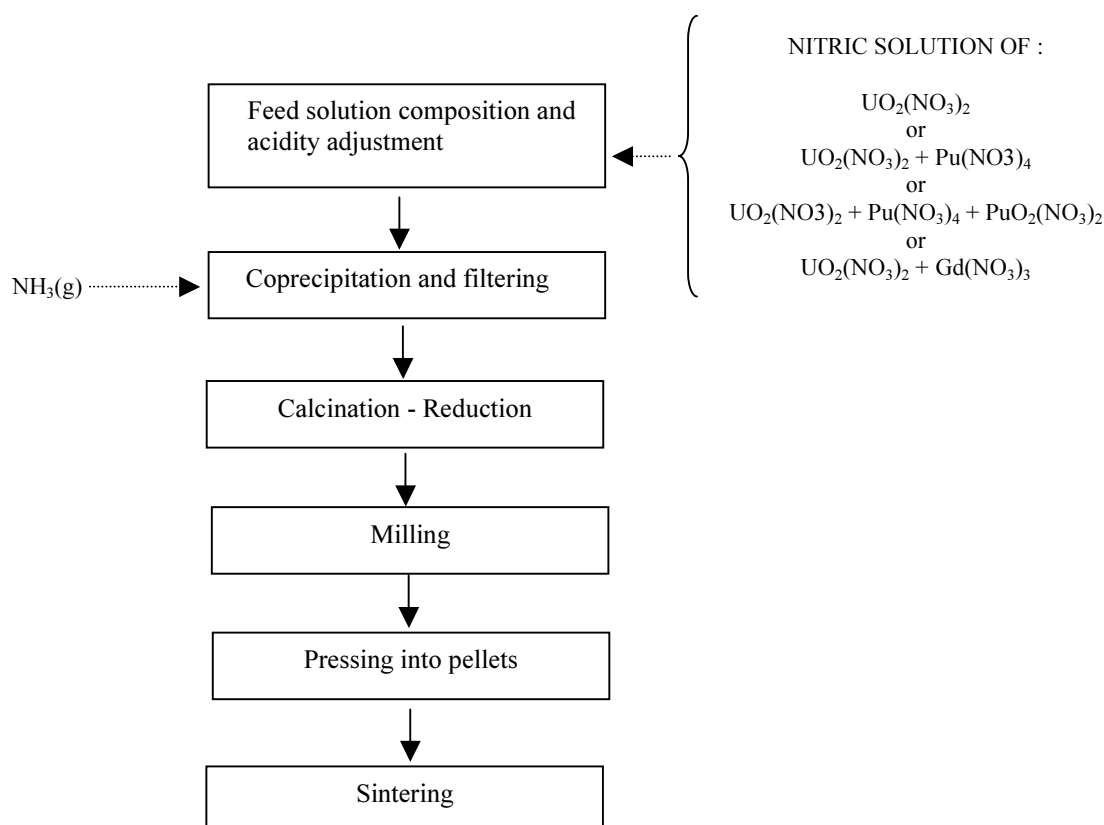 NITRIC SOLUTION OF :
UO₂(NO₃)₂
or
UO₂(NO₃)₂ + Pu(NO3)₄
or
UO₂(NO3)₂ + Pu(NO₃)₄ + PuO₂(NO₃)₂
or
UO₂(NO₃)₂ + Gd(NO₃)₃
Feed solution composition and
acidity adjustment
NH₃(g)
Coprecipitation and filtering
Calcination - Reduction
Milling
Pressing into pellets
Sintering